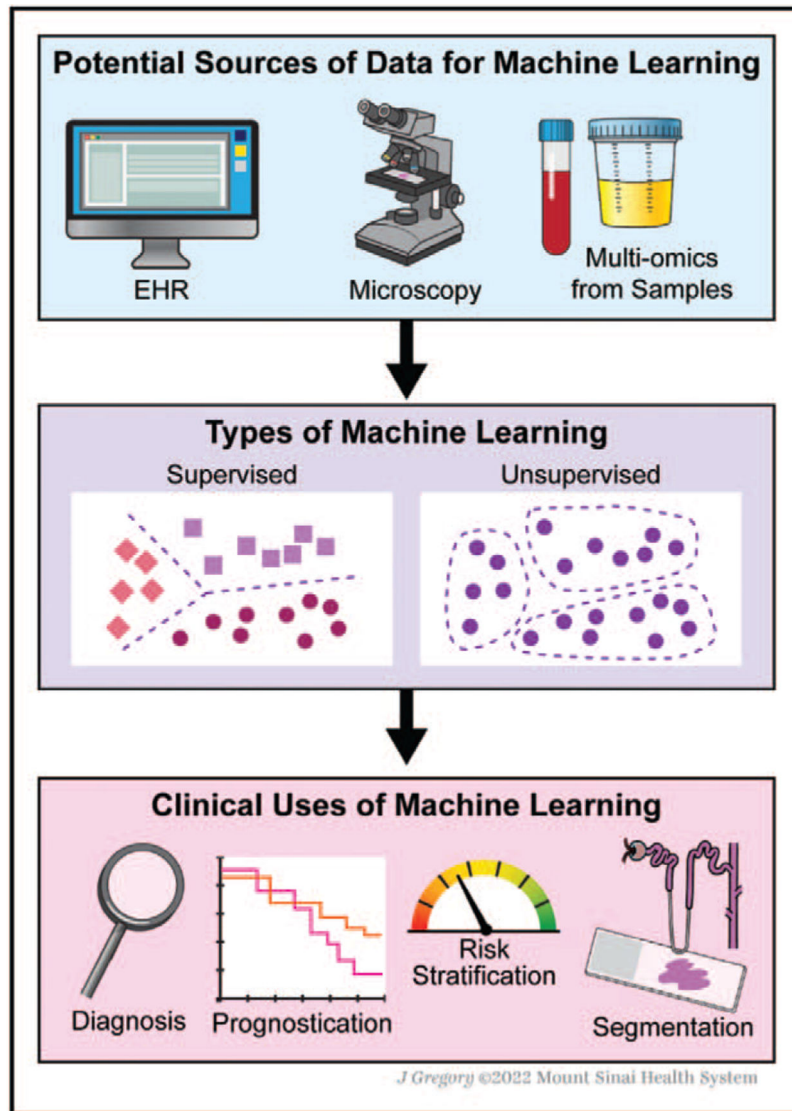 Potential Sources of Data for Machine Learning
EHR
Microscopy
Multi-omics
from Samples
Types of Machine Learning
Supervised
Unsupervised
Clinical Uses of Machine Learning
Diagnosis
Prognostication
Risk
Stratification
Segmentation
J Gregory ©2022 Mount Sinai Health System